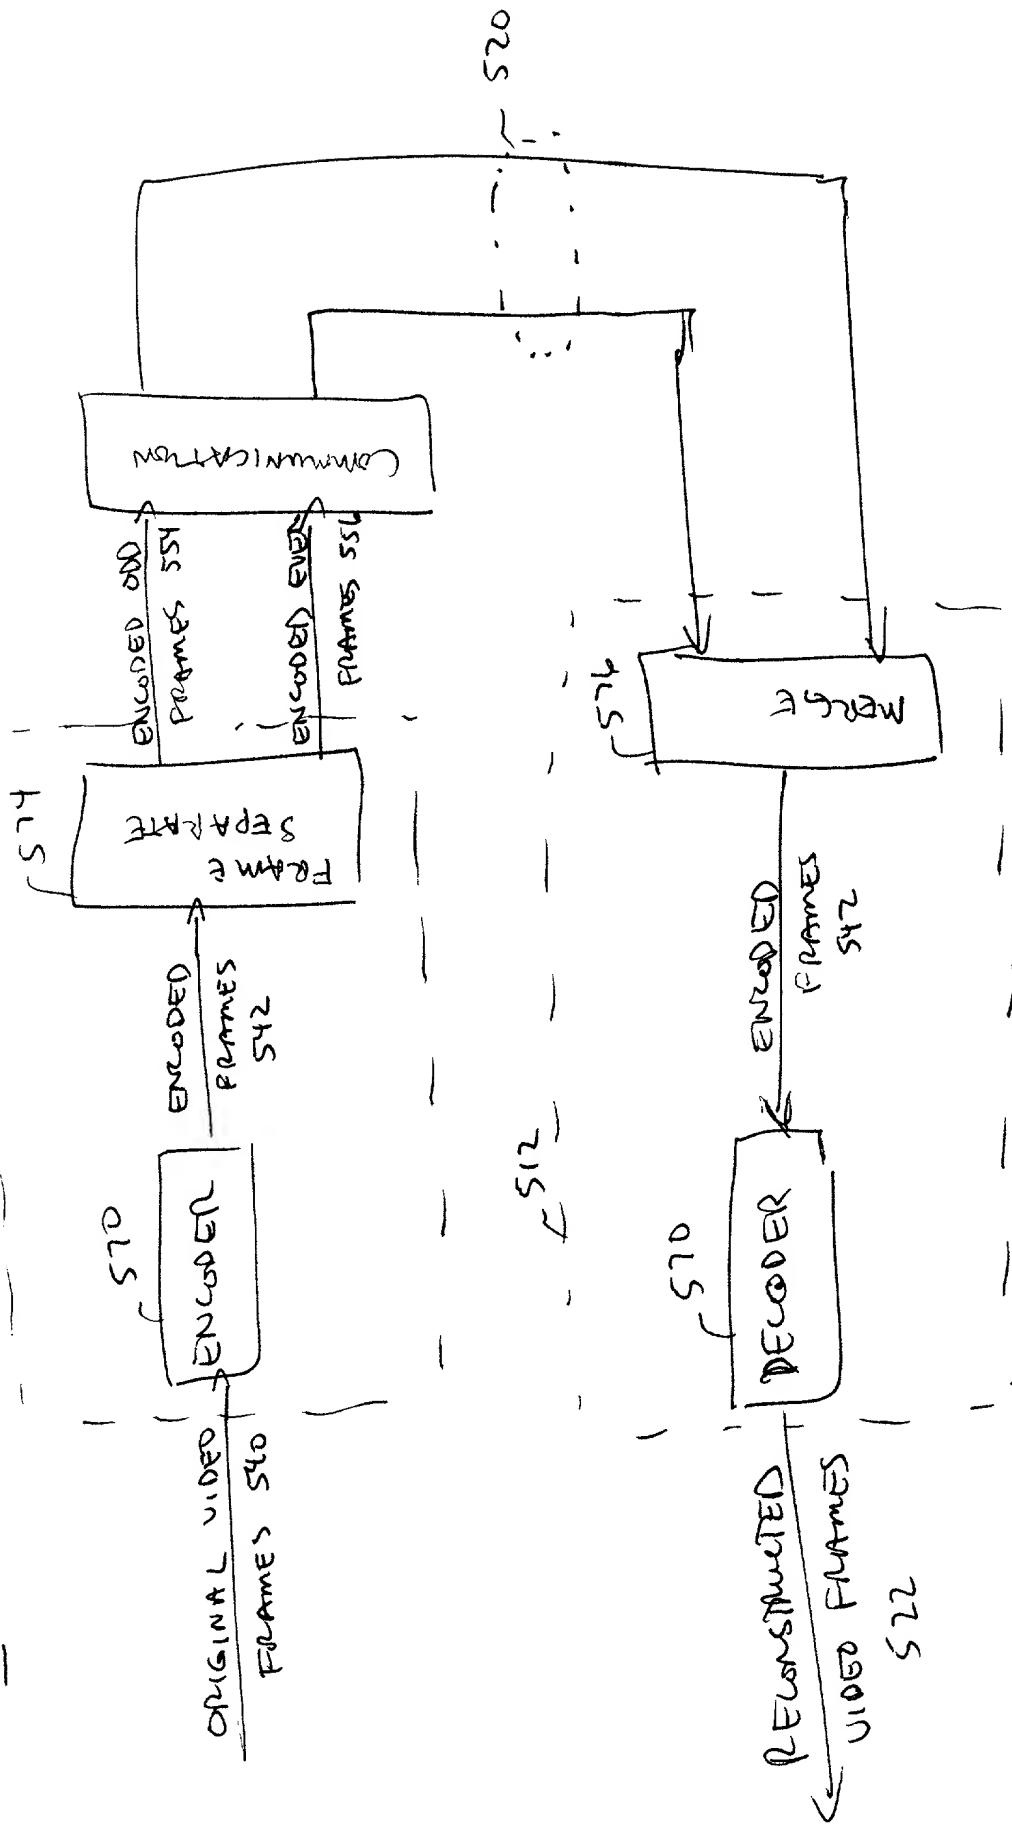 ORIGINAL VIDEO
FRAMES 540
570
ENCODER
ENCODED
FRAMES
542
574
FRAME
SEPARATE
ENCODED ODD
FRAMES 554
ENCODED EVEN
FRAMES 556
COMMUNICATION
520
512
576
MERGE
ENCODED
FRAMES
542
570
DECODER
RECONSTRUCTED
VIDEO FRAMES
522